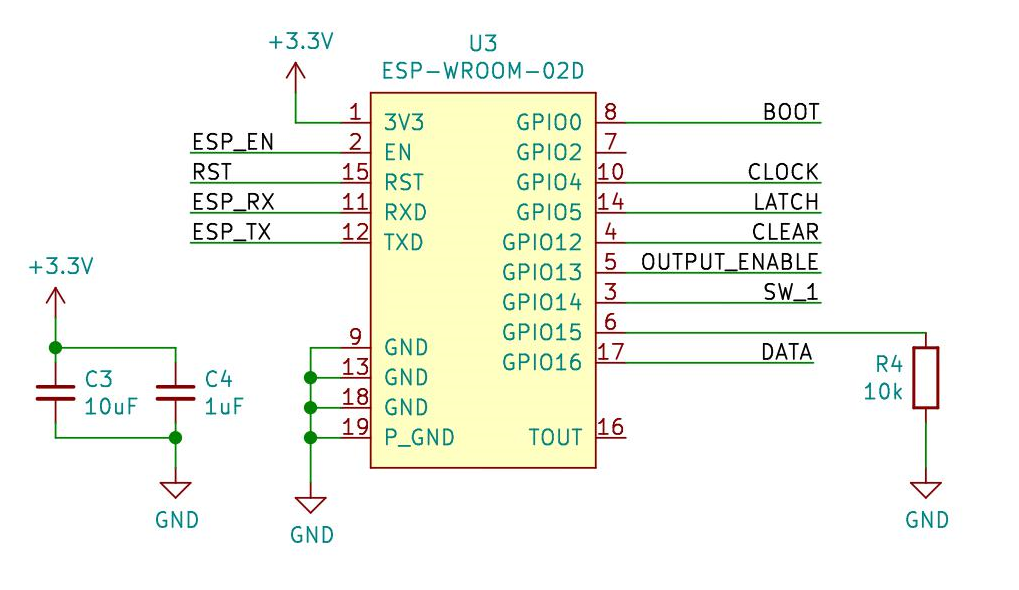 +3.3V
U3
ESP-WROOM-02D
1 3V3 GPIO0 8 BOOT
ESP_EN 2 EN GPIO2 7
RST 15 RST GPIO4 10 CLOCK
ESP_RX 11 RXD GPIO5 14 LATCH
ESP_TX 12 TXD GPIO12 4 CLEAR
+3.3V
GPIO13 5 OUTPUT_ENABLE
GPIO14 3 SW_1
GPIO15 6
9 GND GPIO16 17 DATA
13 GND
18 GND
19 P_GND TOUT 16
C3
10uF
C4
1uF
R4
10k
GND
GND
GND